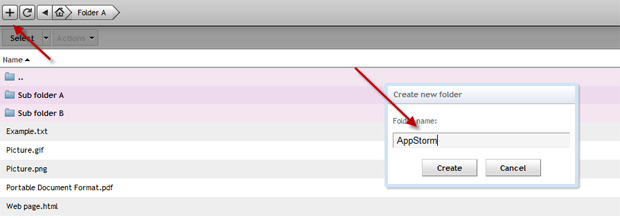 Folder A
Select Actions
Name
..
Sub folder A
Sub folder B
Example.txt
Picture.gif
Picture.png
Portable Document Format.pdf
Web page.html
Create new folder
Folder name:
AppStorm
Create Cancel